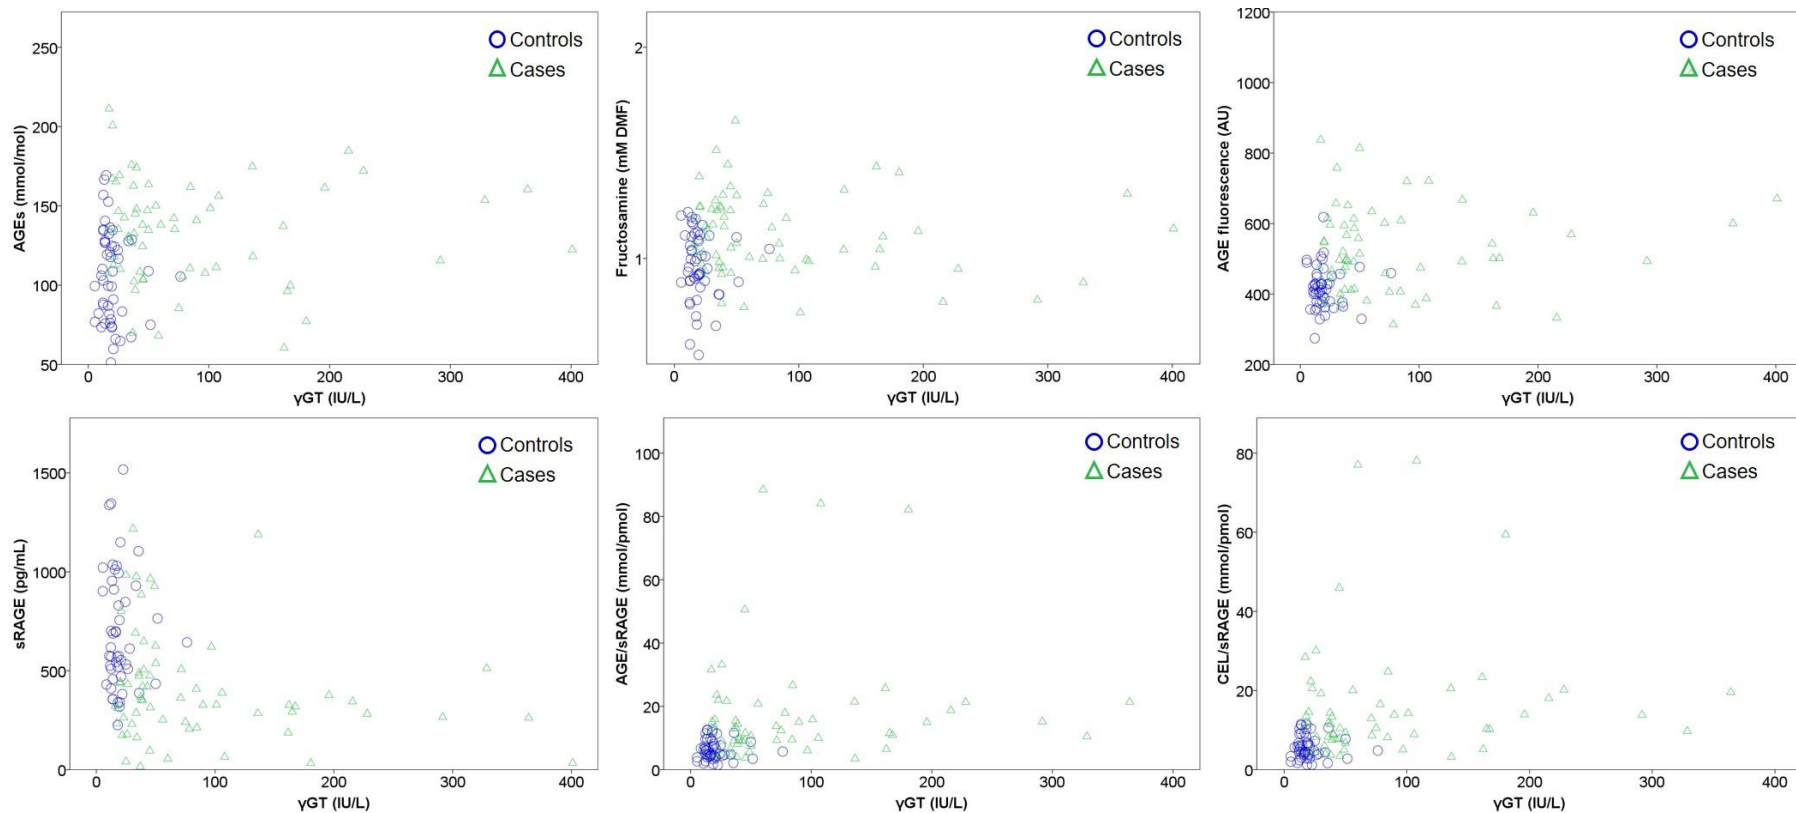 AGEs (mmol/mol)
250
200
150
100
50
0 100 200 300 400
γGT (IU/L)
Controls
Cases
Fructosamine (mM DMF)
2
1
0 100 200 300 400
γGT (IU/L)
Controls
Cases
AGE fluorescence (AU)
1200
1000
800
600
400
200
0 100 200 300 400
γGT (IU/L)
Controls
Cases
sRAGE (pg/mL)
1500
1000
500
0
0 100 200 300 400
γGT (IU/L)
Controls
Cases
AGE/sRAGE (mmol/pmol)
100
80
60
40
20
0
0 100 200 300 400
γGT (IU/L)
Controls
Cases
CEL/sRAGE (mmol/pmol)
80
60
40
20
0
0 100 200 300 400
γGT (IU/L)
Controls
Cases